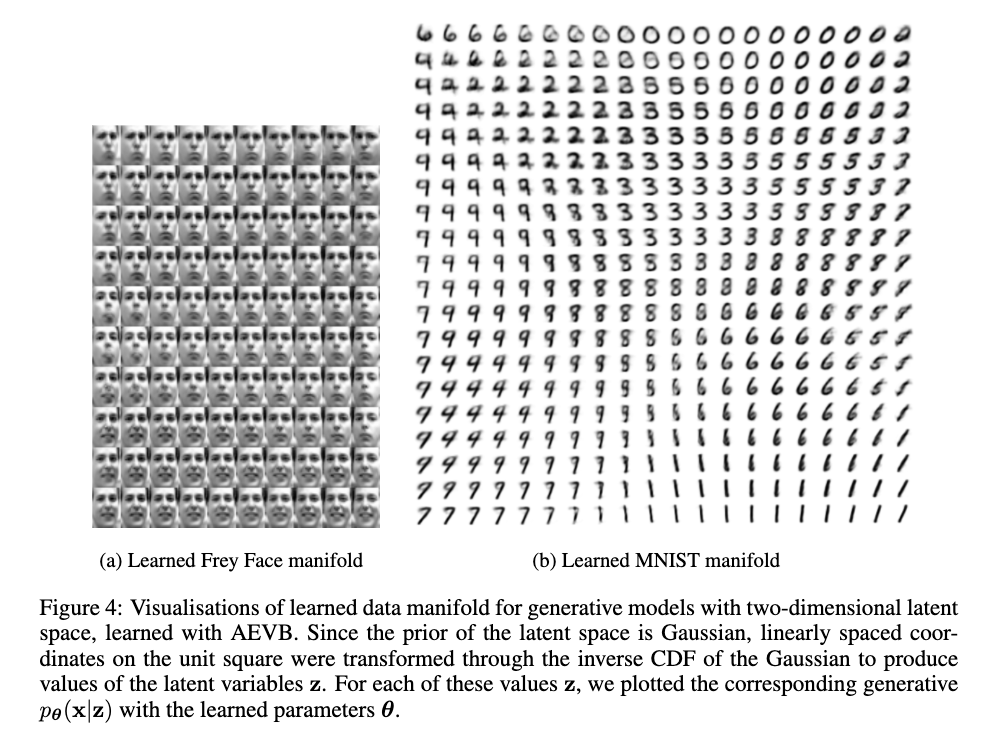 (a) Learned Frey Face manifold
(b) Learned MNIST manifold
Figure 4: Visualisations of learned data manifold for generative models with two-dimensional latent
space, learned with AEVB. Since the prior of the latent space is Gaussian, linearly spaced coor-
dinates on the unit square were transformed through the inverse CDF of the Gaussian to produce
values of the latent variables z. For each of these values z, we plotted the corresponding generative
pθ(x|z) with the learned parameters θ.